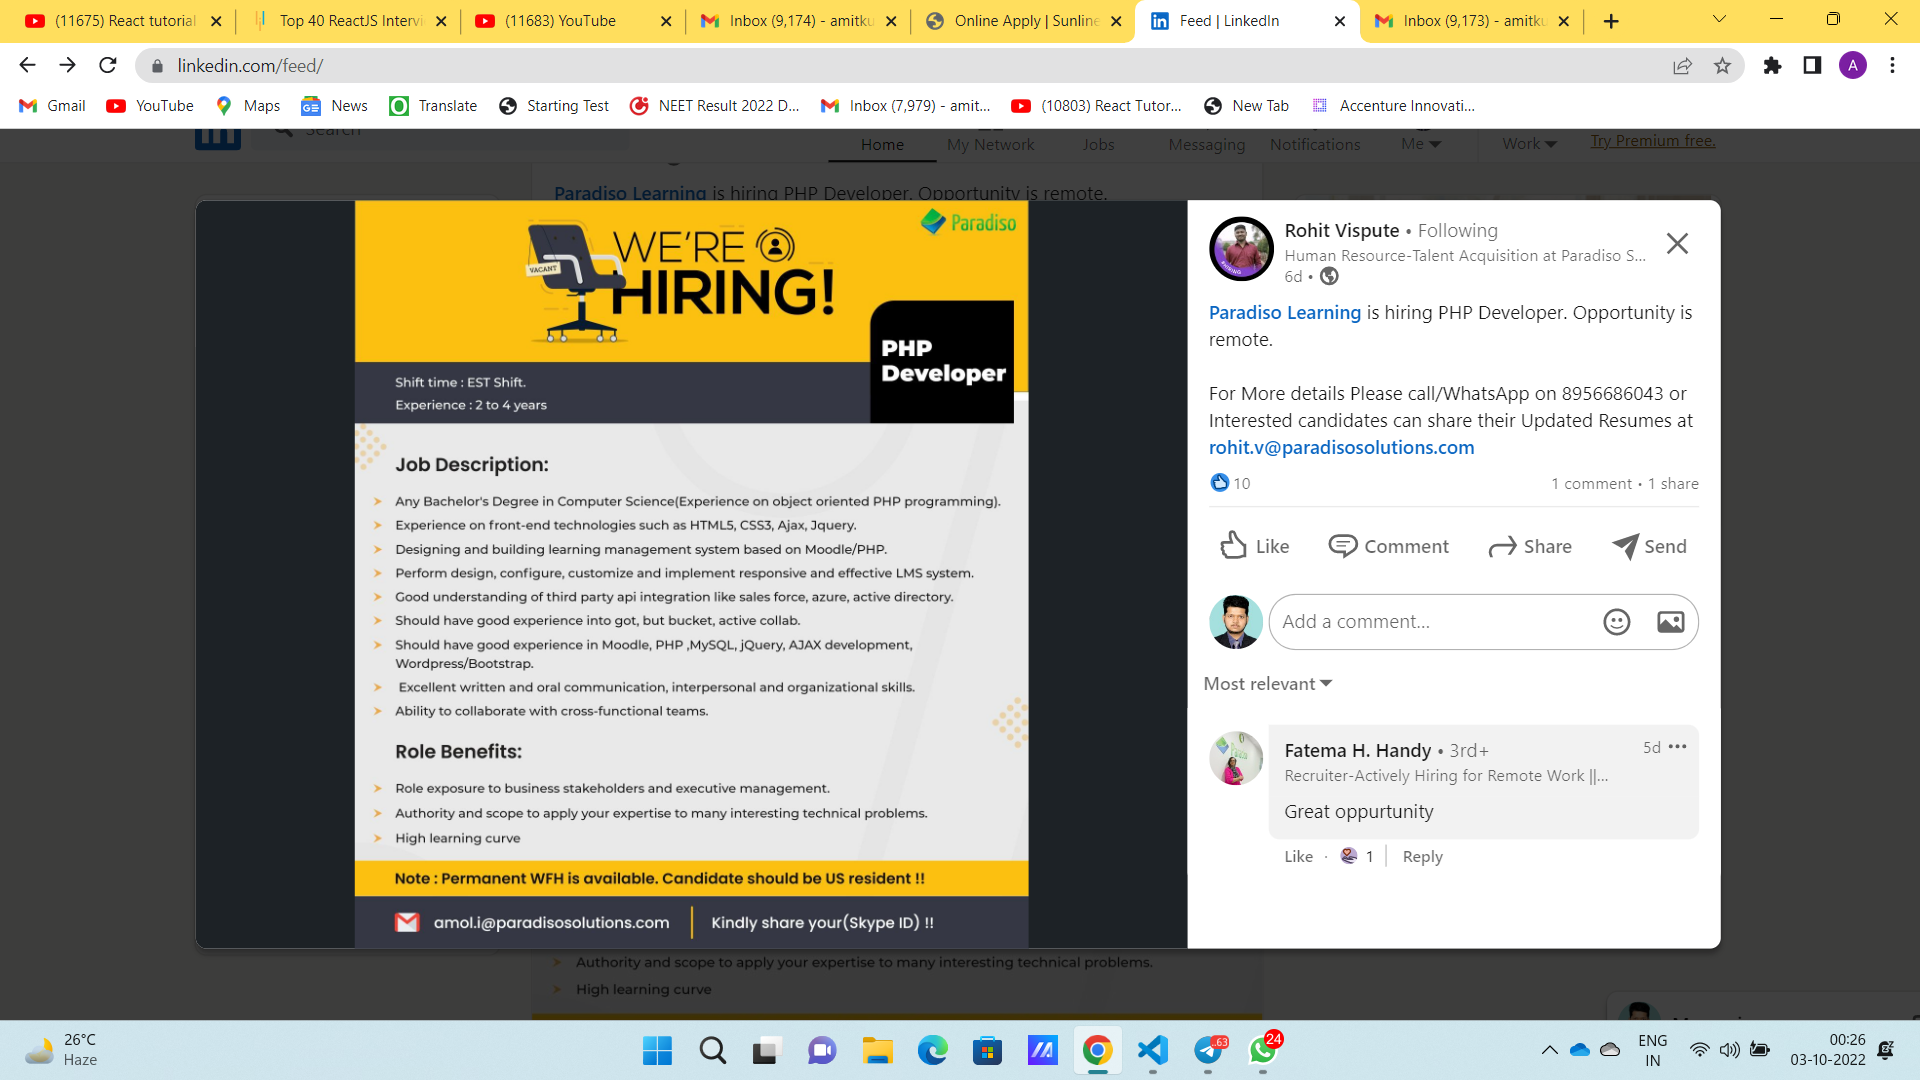 (11675) React tutorial
Top 40 ReactJS Intervi
(11683) YouTube
Inbox (9,174) - amitku
Online Apply | Sunline
Feed | LinkedIn
Inbox (9,173) - amitku
linkedin.com/feed/
A
Gmail
YouTube
Maps
News
Translate
Starting Test
NEET Result 2022 D...
Inbox (7,979) - amit...
(10803) React Tutor...
New Tab
Accenture Innovati...
Search
Home
My Network
Jobs
Messaging
Notifications
Me
Work
Try Premium free.
Paradiso Learning is hiring PHP Developer. Opportunity is remote.
Paradiso
WE'RE
HIRING!
VACANT
PHP
Developer
Shift time : EST Shift.
Experience : 2 to 4 years
Job Description:
Any Bachelor's Degree in Computer Science(Experience on object oriented PHP programming).
Experience on front-end technologies such as HTML5, CSS3, Ajax, Jquery.
Designing and building learning management system based on Moodle/PHP.
Perform design, configure, customize and implement responsive and effective LMS system.
Good understanding of third party api integration like sales force, azure, active directory.
Should have good experience into got, but bucket, active collab.
Should have good experience in Moodle, PHP ,MySQL, jQuery, AJAX development,
Wordpress/Bootstrap.
Excellent written and oral communication, interpersonal and organizational skills.
Ability to collaborate with cross-functional teams.
Role Benefits:
Role exposure to business stakeholders and executive management.
Authority and scope to apply your expertise to many interesting technical problems.
High learning curve
Note : Permanent WFH is available. Candidate should be US resident !!
amol.i@paradisosolutions.com
Kindly share your(Skype ID) !!
Rohit Vispute • Following
Human Resource-Talent Acquisition at Paradiso S...
6d •
Paradiso Learning is hiring PHP Developer. Opportunity is
remote.
For More details Please call/WhatsApp on 8956686043 or
Interested candidates can share their Updated Resumes at
rohit.v@paradisosolutions.com
10
1 comment • 1 share
Like
Comment
Share
Send
Add a comment...
Most relevant
Fatema H. Handy • 3rd+
5d
Recruiter-Actively Hiring for Remote Work ||...
Great oppurtunity
Like · 1
Reply
Authority and scope to apply your expertise to many interesting technical problems.
High learning curve
26°C
Haze
.63
24
ENG
IN
00:26
03-10-2022